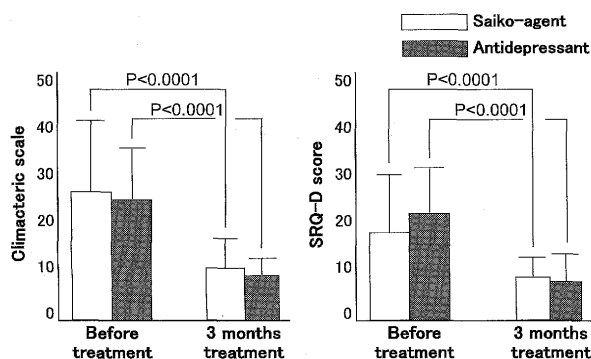 Saiko-agent
Antidepressant
Climacteric scale
50
40
30
20
10
0
P<0.0001
P<0.0001
Before
treatment
3 months
treatment
SRQ-D score
50
40
30
20
10
0
P<0.0001
P<0.0001
Before
treatment
3 months
treatment